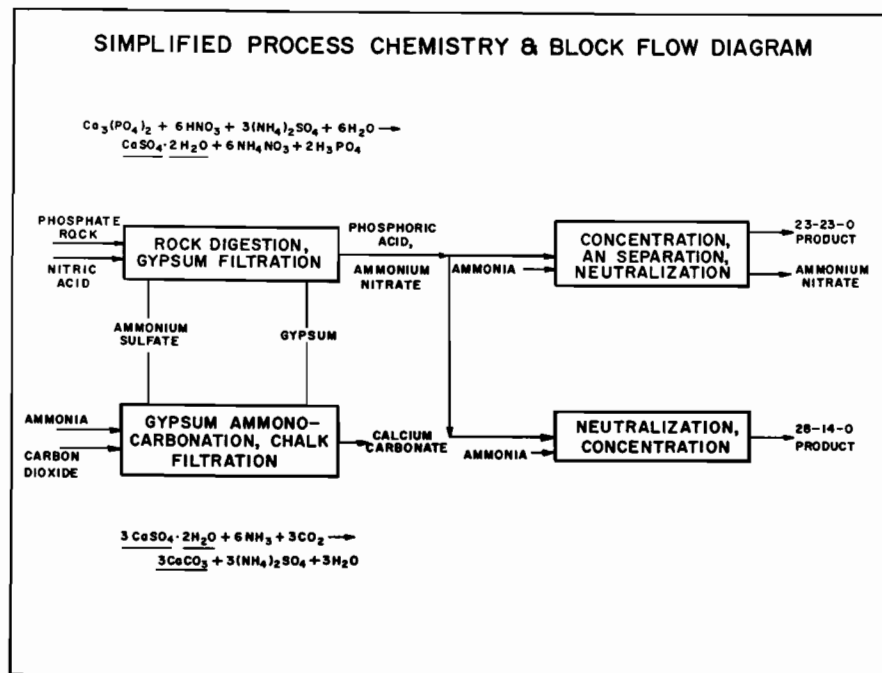 SIMPLIFIED PROCESS CHEMISTRY & BLOCK FLOW DIAGRAM
Ca₃(PO₄)₂ + 6HNO₃ + 3(NH₄)₂SO₄ + 6H₂O →
CaSO₄·2H₂O + 6NH₄NO₃ + 2H₃PO₄
PHOSPHATE
ROCK
NITRIC
ACID
ROCK DIGESTION,
GYPSUM FILTRATION
PHOSPHORIC
ACID,
AMMONIUM
NITRATE
AMMONIA
CONCENTRATION,
AN SEPARATION,
NEUTRALIZATION
23-23-0
PRODUCT
AMMONIUM
NITRATE
AMMONIUM
SULFATE
GYPSUM
AMMONIA
CARBON
DIOXIDE
GYPSUM AMMONO-
CARBONATION, CHALK
FILTRATION
CALCIUM
CARBONATE
AMMONIA
NEUTRALIZATION,
CONCENTRATION
28-14-0
PRODUCT
3CaSO₄·2H₂O + 6NH₃ + 3CO₂ →
3CaCO₃ + 3(NH₄)₂SO₄ + 3H₂O